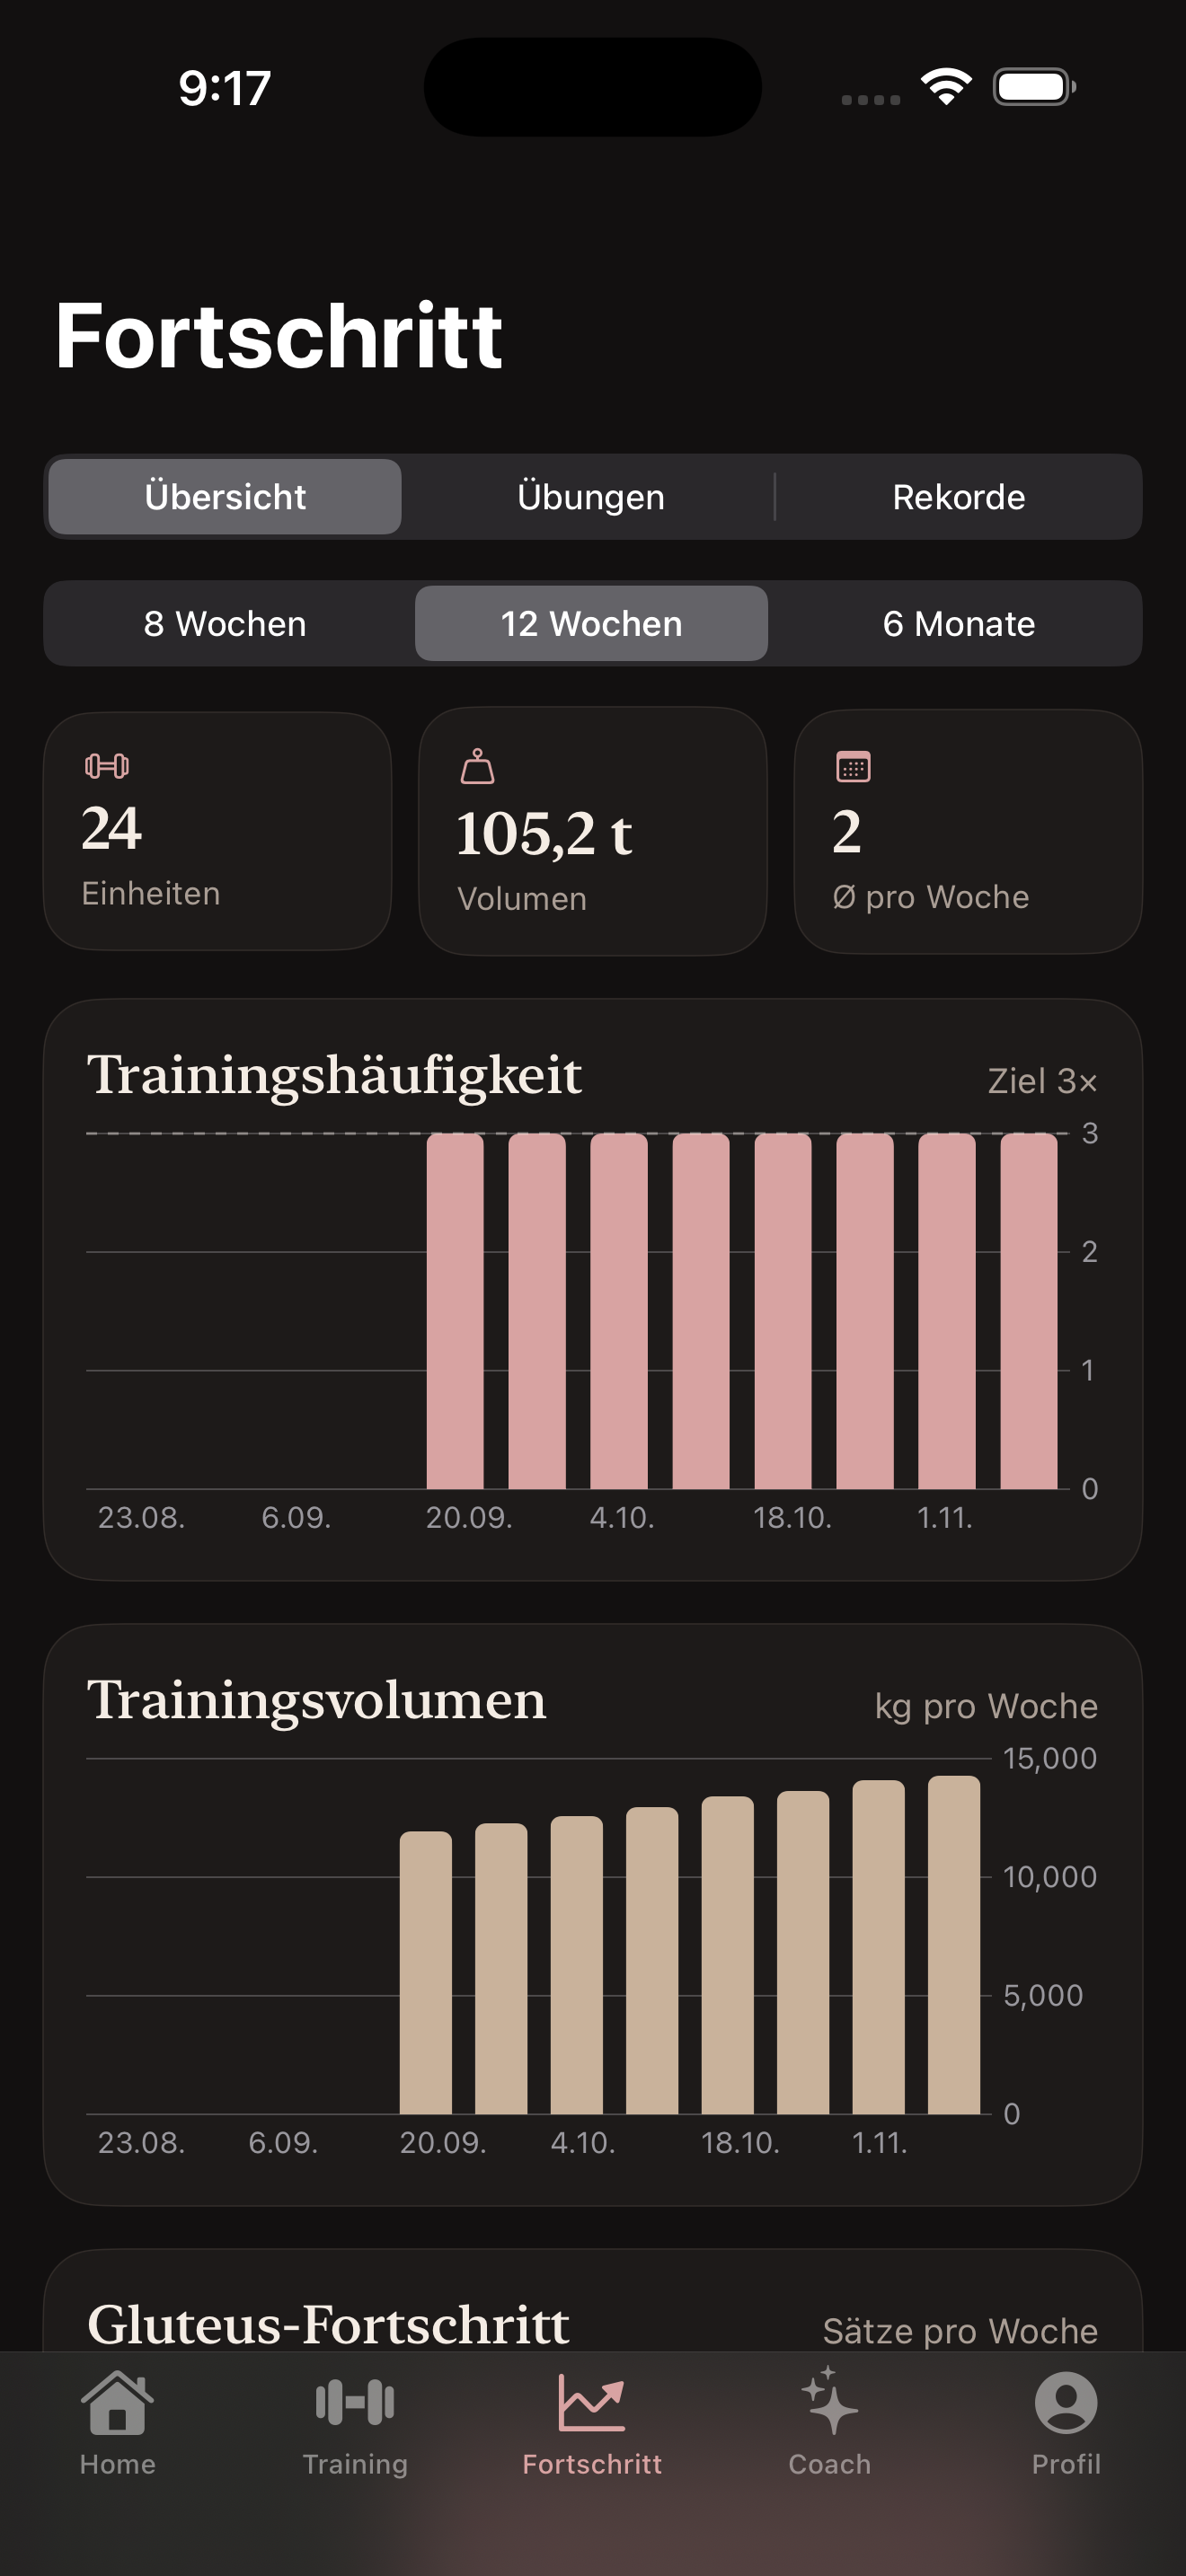 9:17
Fortschritt
Übersicht Übungen Rekorde
8 Wochen 12 Wochen 6 Monate
24 105,2 t 2
Einheiten Volumen Ø pro Woche
Trainingshäufigkeit Ziel 3×
3
2
1
0
23.08. 6.09. 20.09. 4.10. 18.10. 1.11.
Trainingsvolumen kg pro Woche
15,000
10,000
5,000
0
23.08. 6.09. 20.09. 4.10. 18.10. 1.11.
Gluteus-Fortschritt Sätze pro Woche
Home Training Fortschritt Coach Profil